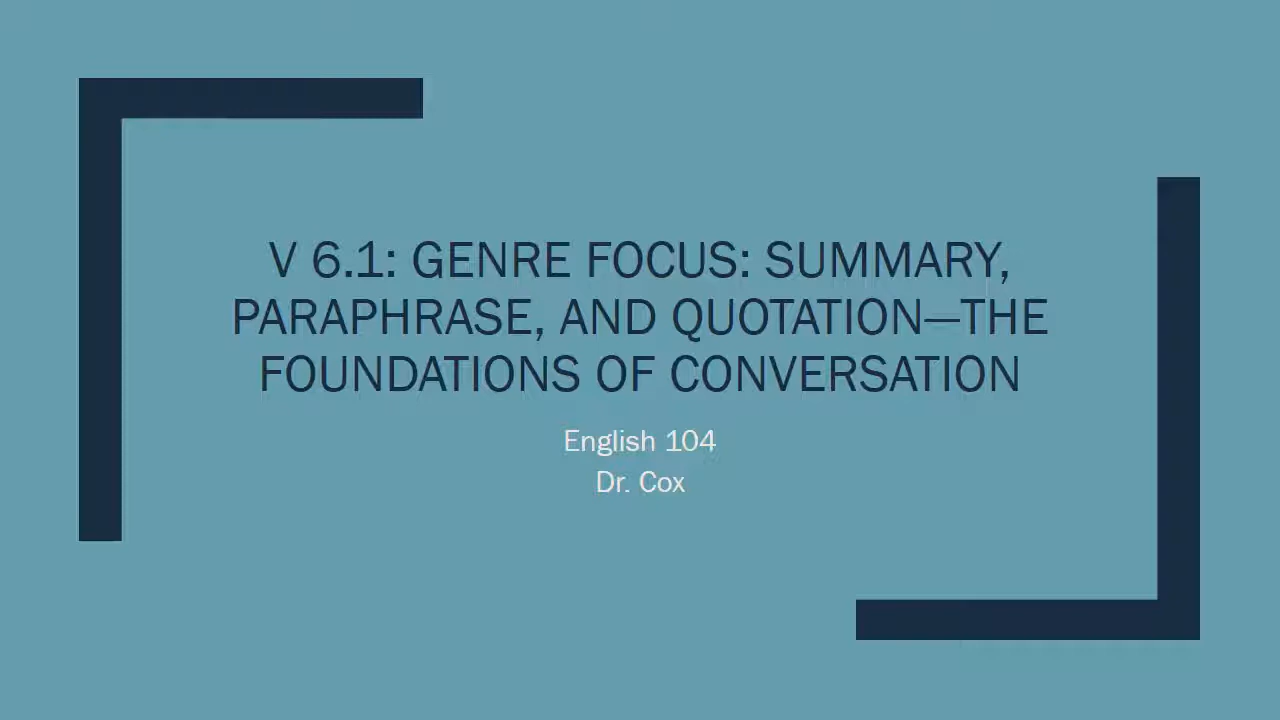 V 6.1: GENRE FOCUS: SUMMARY,
PARAPHRASE, AND QUOTATION—THE
FOUNDATIONS OF CONVERSATION
English 104
Dr. Cox